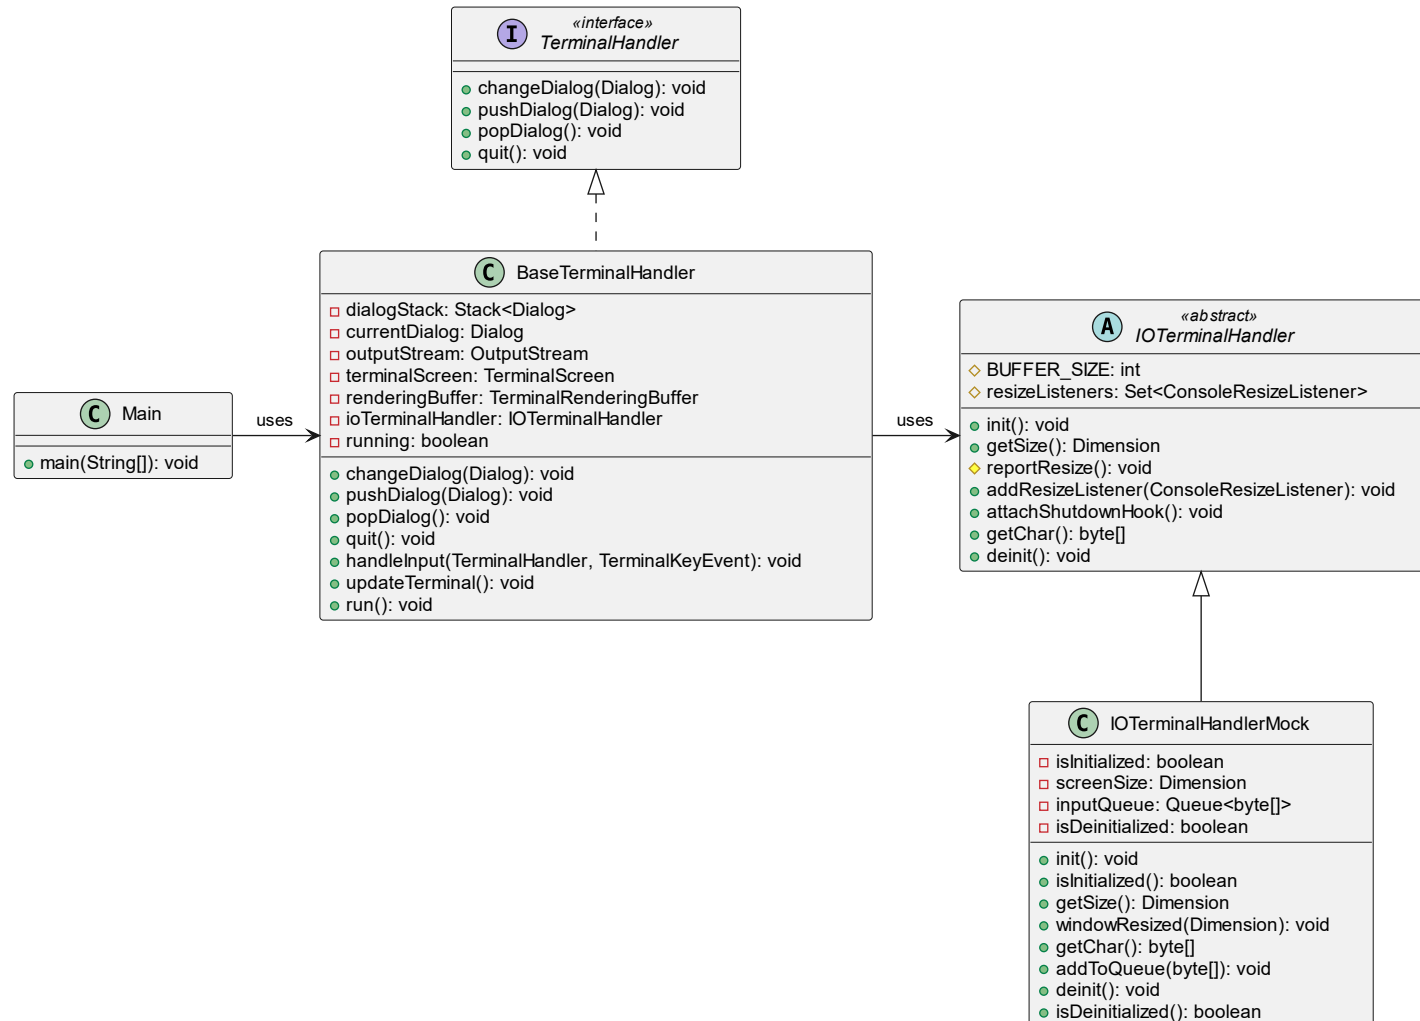 I
«interface»
TerminalHandler
changeDialog(Dialog): void
pushDialog(Dialog): void
popDialog(): void
quit(): void
C
BaseTerminalHandler
dialogStack: Stack<Dialog>
currentDialog: Dialog
outputStream: OutputStream
terminalScreen: TerminalScreen
renderingBuffer: TerminalRenderingBuffer
ioTerminalHandler: IOTerminalHandler
running: boolean
changeDialog(Dialog): void
pushDialog(Dialog): void
popDialog(): void
quit(): void
handleInput(TerminalHandler, TerminalKeyEvent): void
updateTerminal(): void
run(): void
C
Main
main(String[]): void
uses
uses
A
«abstract»
IOTerminalHandler
BUFFER_SIZE: int
resizeListeners: Set<ConsoleResizeListener>
init(): void
getSize(): Dimension
reportResize(): void
addResizeListener(ConsoleResizeListener): void
attachShutdownHook(): void
getChar(): byte[]
deinit(): void
C
IOTerminalHandlerMock
isInitialized: boolean
screenSize: Dimension
inputQueue: Queue<byte[]>
isDeinitialized: boolean
init(): void
isInitialized(): boolean
getSize(): Dimension
windowResized(Dimension): void
getChar(): byte[]
addToQueue(byte[]): void
deinit(): void
isDeinitialized(): boolean